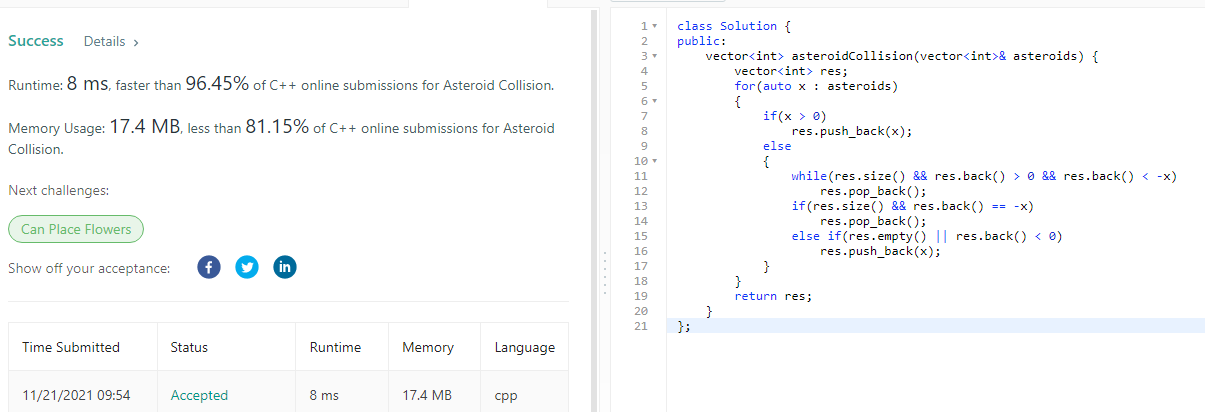 Success Details >
Runtime: 8 ms, faster than 96.45% of C++ online submissions for Asteroid Collision.
Memory Usage: 17.4 MB, less than 81.15% of C++ online submissions for Asteroid
Collision.
Next challenges:
Can Place Flowers
Show off your acceptance:
Time Submitted Status Runtime Memory Language
11/21/2021 09:54 Accepted 8 ms 17.4 MB cpp
1 class Solution {
2 public:
3 vector<int> asteroidCollision(vector<int>& asteroids) {
4 vector<int> res;
5 for(auto x : asteroids)
6 {
7 if(x > 0)
8 res.push_back(x);
9 else
10 {
11 while(res.size() && res.back() > 0 && res.back() < -x)
12 res.pop_back();
13 if(res.size() && res.back() == -x)
14 res.pop_back();
15 else if(res.empty() || res.back() < 0)
16 res.push_back(x);
17 }
18 }
19 return res;
20 }
21 };